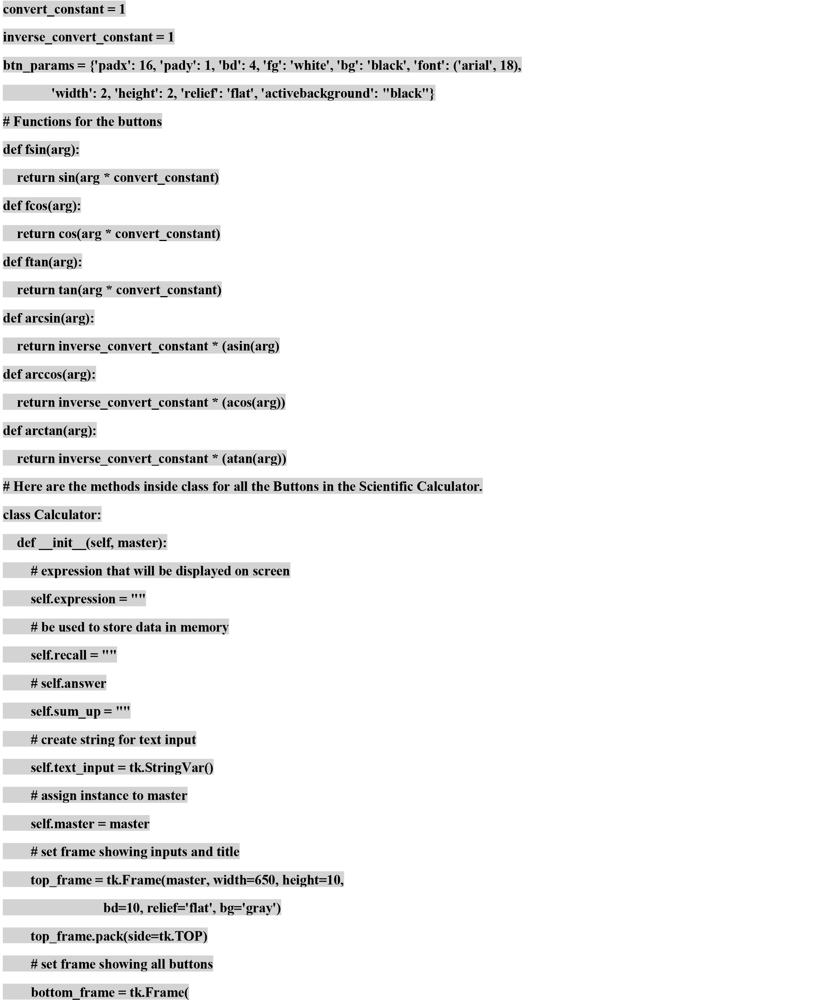 convert_constant = 1
inverse_convert_constant = 1
btn_params = {'padx': 16, 'pady': 1, 'bd': 4, 'fg': 'white', 'bg': 'black', 'font': ('arial', 18),
              'width': 2, 'height': 2, 'relief': 'flat', 'activebackground': "black"}
# Functions for the buttons
def fsin(arg):
    return sin(arg * convert_constant)
def fcos(arg):
    return cos(arg * convert_constant)
def ftan(arg):
    return tan(arg * convert_constant)
def arcsin(arg):
    return inverse_convert_constant * (asin(arg)
def arccos(arg):
    return inverse_convert_constant * (acos(arg))
def arctan(arg):
    return inverse_convert_constant * (atan(arg))
# Here are the methods inside class for all the Buttons in the Scientific Calculator.
class Calculator:
    def __init__(self, master):
        # expression that will be displayed on screen
        self.expression = ""
        # be used to store data in memory
        self.recall = ""
        # self.answer
        self.sum_up = ""
        # create string for text input
        self.text_input = tk.StringVar()
        # assign instance to master
        self.master = master
        # set frame showing inputs and title
        top_frame = tk.Frame(master, width=650, height=10,
                             bd=10, relief='flat', bg='gray')
        top_frame.pack(side=tk.TOP)
        # set frame showing all buttons
        bottom_frame = tk.Frame(